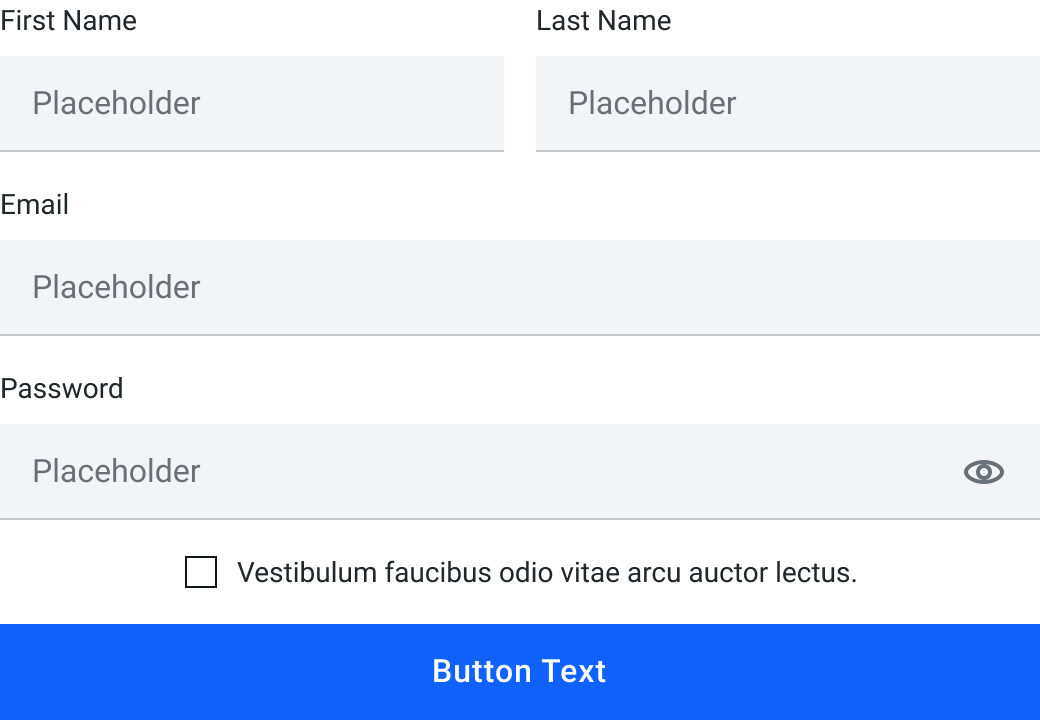 First Name Last Name
Placeholder Placeholder
Email
Placeholder
Password
Placeholder
Vestibulum faucibus odio vitae arcu auctor lectus.
Button Text